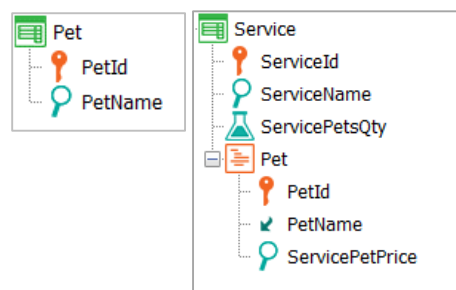 Pet
PetId
PetName
Service
ServiceId
ServiceName
ServicePetsQty
Pet
PetId
PetName
ServicePetPrice